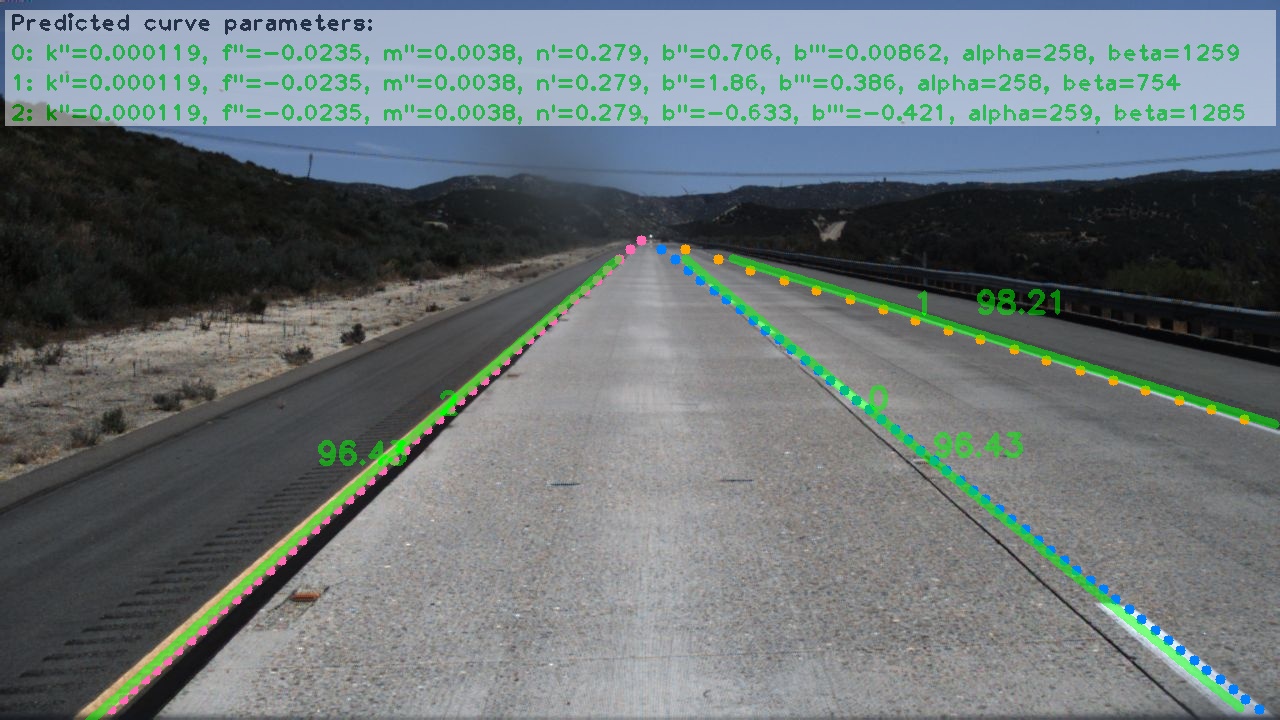 Predicted curve parameters:
0: k''=0.000119, f''=-0.0235, m''=0.0038, n'=0.279, b''=0.706, b'''=0.00862, alpha=258, beta=1259
1: k''=0.000119, f''=-0.0235, m''=0.0038, n'=0.279, b''=1.86, b'''=0.386, alpha=258, beta=754
2: k''=0.000119, f''=-0.0235, m''=0.0038, n'=0.279, b''=-0.633, b'''=-0.421, alpha=259, beta=1285
1 98.21
2 0
96.43 96.43